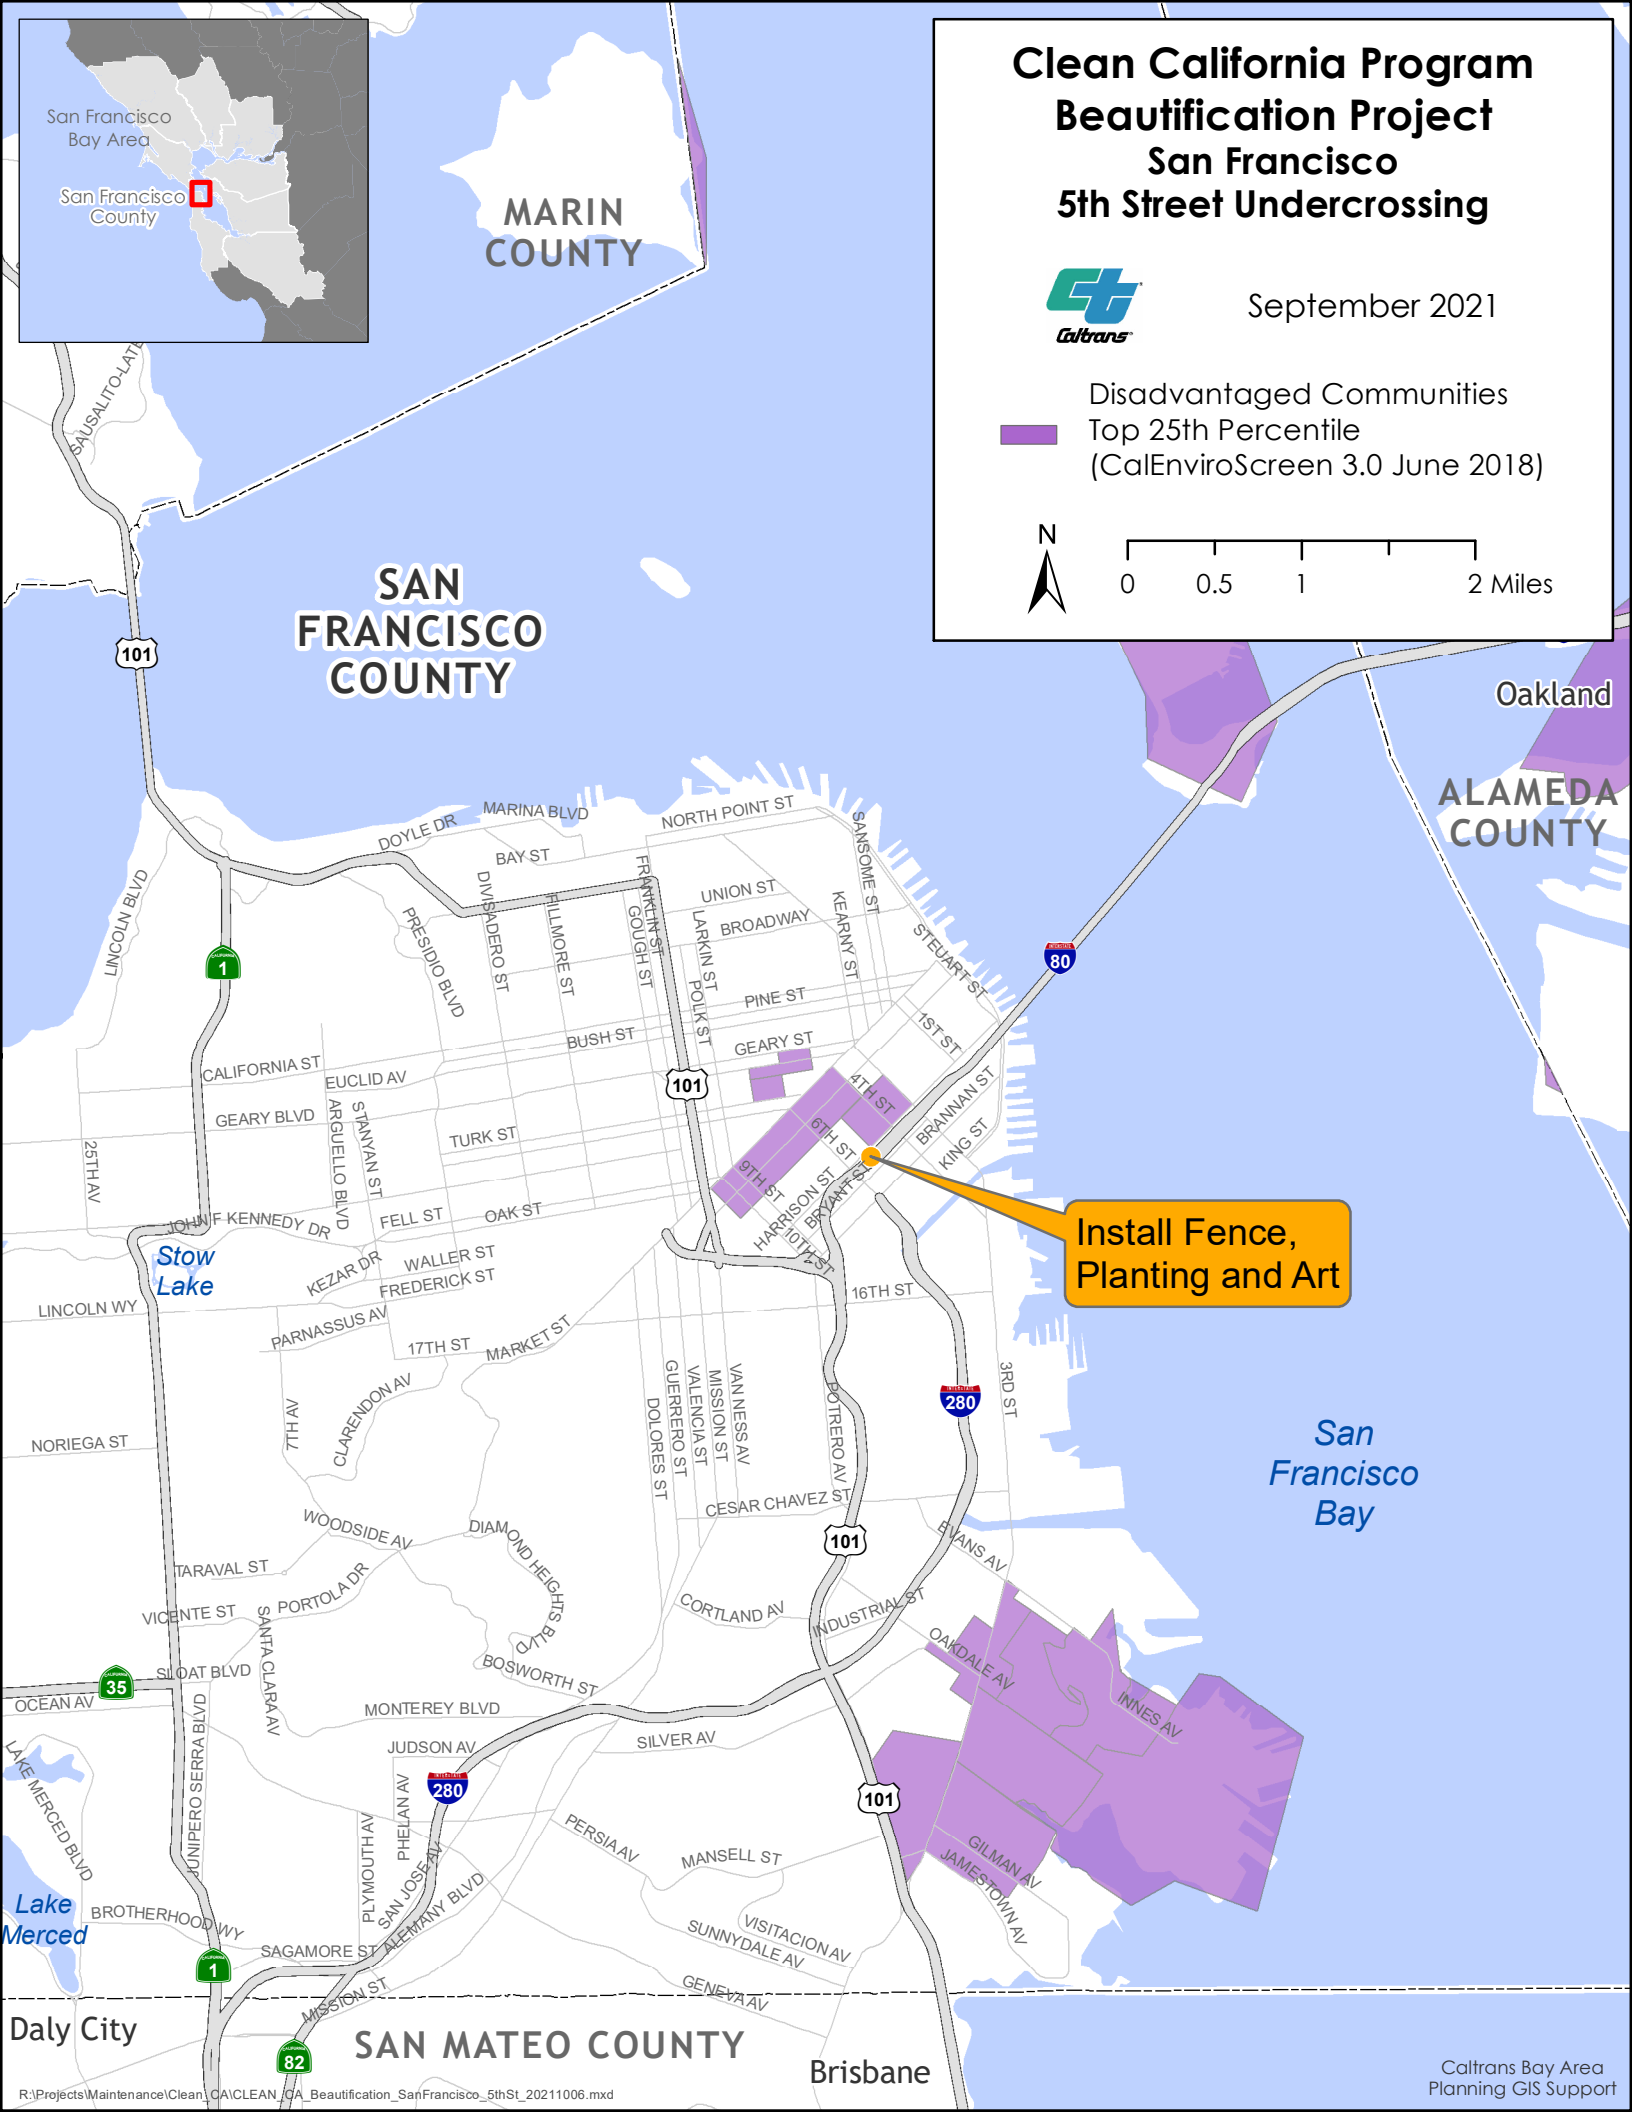 San Francisco
Bay Area
San Francisco
County
Clean California Program
Beautification Project
San Francisco
5th Street Undercrossing
Caltrans
September 2021
Disadvantaged Communities
Top 25th Percentile
(CalEnviroScreen 3.0 June 2018)
N
0 0.5 1 2 Miles
MARIN
COUNTY
SAUSALITO-LATE
SAN
FRANCISCO
COUNTY
101
Oakland
ALAMEDA
COUNTY
MARINA BLVD
NORTH POINT ST
DOYLE DR
BAY ST
SANSOME ST
LINCOLN BLVD
DIVISADERO ST
FILLMORE ST
FRANKLIN ST
GOUGH ST
UNION ST
BROADWAY
LARKIN ST
POLK ST
KEARNY ST
STEUART ST
PRESIDIO BLVD
CALIFORNIA
1
INTERSTATE
80
PINE ST
BUSH ST
GEARY ST
1ST ST
CALIFORNIA ST
EUCLID AV
101
4TH ST
BRANNAN ST
GEARY BLVD
ARGUELLO BLVD
STANYAN ST
TURK ST
6TH ST
KING ST
25TH AV
9TH ST
HARRISON ST
BRYANT ST
10TH ST
JOHN F KENNEDY DR
FELL ST
OAK ST
Install Fence,
Planting and Art
Stow
Lake
KEZAR DR
WALLER ST
FREDERICK ST
16TH ST
LINCOLN WY
PARNASSUS AV
17TH ST
MARKET ST
7TH AV
CLARENDON AV
DOLORES ST
GUERRERO ST
VALENCIA ST
MISSION ST
VAN NESS AV
POTRERO AV
INTERSTATE
280
3RD ST
NORIEGA ST
San
Francisco
Bay
CESAR CHAVEZ ST
WOODSIDE AV
DIAMOND HEIGHTS BLVD
101
EVANS AV
TARAVAL ST
PORTOLA DR
VICENTE ST
SANTA CLARA AV
CORTLAND AV
INDUSTRIAL ST
OAKDALE AV
SLOAT BLVD
BOSWORTH ST
CALIFORNIA
35
OCEAN AV
MONTEREY BLVD
INNES AV
JUNIPERO SERRA BLVD
JUDSON AV
SILVER AV
LAKE MERCED BLVD
INTERSTATE
280
PHELAN AV
101
PLYMOUTH AV
PERSIA AV
MANSELL ST
GILMAN AV
JAMESTOWN AV
SAN JOSE AV
ALEMANY BLVD
Lake
Merced
BROTHERHOOD WY
VISITACION AV
SUNNYDALE AV
SAGAMORE ST
CALIFORNIA
1
MISSION ST
GENEVA AV
Daly City
SAN MATEO COUNTY
CALIFORNIA
82
Brisbane
Caltrans Bay Area
Planning GIS Support
R:\Projects\Maintenance\Clean_CA\CLEAN_CA_Beautification_SanFrancisco_5thSt_20211006.mxd